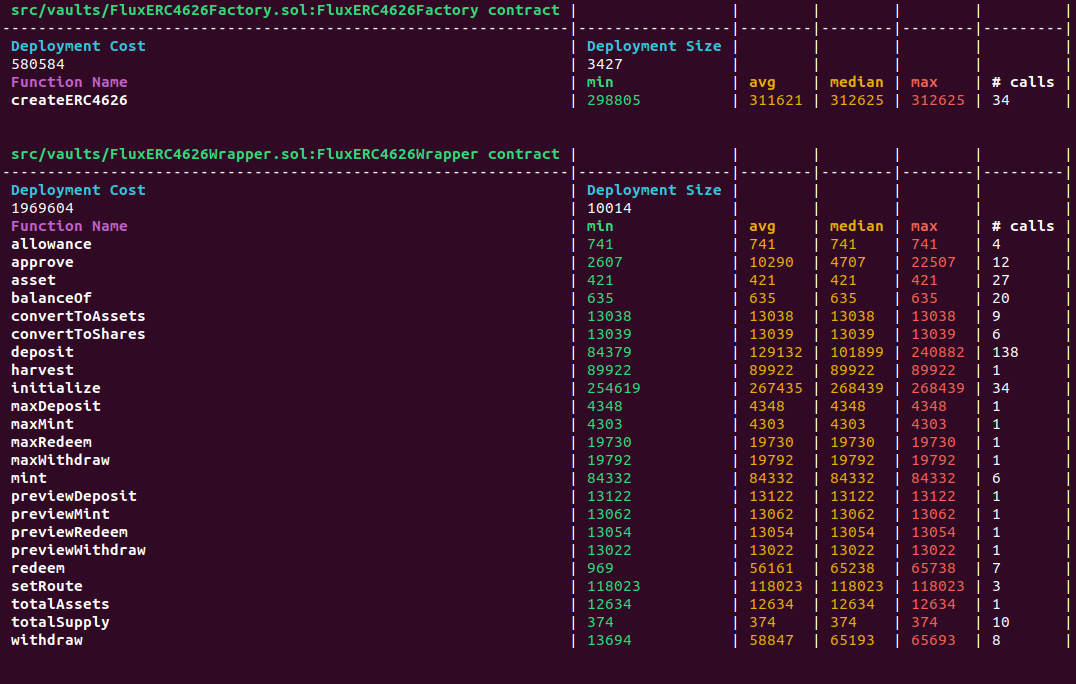 src/vaults/FluxERC4626Factory.sol:FluxERC4626Factory contract | | | | | |
---------------------------------------------------------------|-----------------|--------|--------|--------|---------|
Deployment Cost | Deployment Size | | | | |
580584 | 3427 | | | | |
Function Name | min | avg | median | max | # calls |
createERC4626 | 298805 | 311621 | 312625 | 312625 | 34 |
src/vaults/FluxERC4626Wrapper.sol:FluxERC4626Wrapper contract | | | | | |
---------------------------------------------------------------|-----------------|--------|--------|--------|---------|
Deployment Cost | Deployment Size | | | | |
1969604 | 10014 | | | | |
Function Name | min | avg | median | max | # calls |
allowance | 741 | 741 | 741 | 741 | 4 |
approve | 2607 | 10290 | 4707 | 22507 | 12 |
asset | 421 | 421 | 421 | 421 | 27 |
balanceOf | 635 | 635 | 635 | 635 | 20 |
convertToAssets | 13038 | 13038 | 13038 | 13038 | 9 |
convertToShares | 13039 | 13039 | 13039 | 13039 | 6 |
deposit | 84379 | 129132 | 101899 | 240882 | 138 |
harvest | 89922 | 89922 | 89922 | 89922 | 1 |
initialize | 254619 | 267435 | 268439 | 268439 | 34 |
maxDeposit | 4348 | 4348 | 4348 | 4348 | 1 |
maxMint | 4303 | 4303 | 4303 | 4303 | 1 |
maxRedeem | 19730 | 19730 | 19730 | 19730 | 1 |
maxWithdraw | 19792 | 19792 | 19792 | 19792 | 1 |
mint | 84332 | 84332 | 84332 | 84332 | 6 |
previewDeposit | 13122 | 13122 | 13122 | 13122 | 1 |
previewMint | 13062 | 13062 | 13062 | 13062 | 1 |
previewRedeem | 13054 | 13054 | 13054 | 13054 | 1 |
previewWithdraw | 13022 | 13022 | 13022 | 13022 | 1 |
redeem | 969 | 56161 | 65238 | 65738 | 7 |
setRoute | 118023 | 118023 | 118023 | 118023 | 3 |
totalAssets | 12634 | 12634 | 12634 | 12634 | 1 |
totalSupply | 374 | 374 | 374 | 374 | 10 |
withdraw | 13694 | 58847 | 65193 | 65693 | 8 |